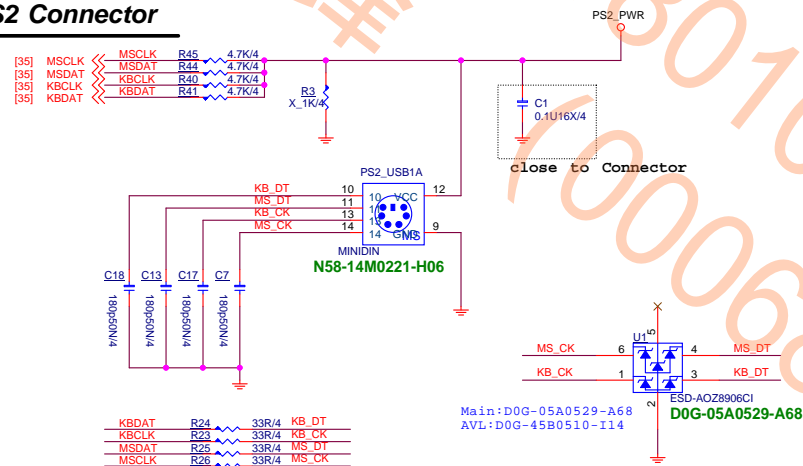 S2 Connector
PS2_PWR
[35] MSCLK MSCLK R45 4.7K/4
[35] MSDAT MSDAT R44 4.7K/4
[35] KBCLK KBCLK R40 4.7K/4
[35] KBDAT KBDAT R41 4.7K/4
R3
X_1K/4
C1
0.1U16X/4
close to Connector
PS2_USB1A
KB_DT 10 10 VCC 12
MS_DT 11
KB_CK 13
MS_CK 14 14 GND MS 9
MINIDIN
N58-14M0221-H06
C18 C13 C17 C7
180p50N/4 180p50N/4 180p50N/4 180p50N/4
U1 5
MS_CK 6 4 MS_DT
KB_CK 1 3 KB_DT
2
ESD-AOZ8906CI
D0G-05A0529-A68
Main:D0G-05A0529-A68
AVL:D0G-45B0510-I14
KBDAT R24 33R/4 KB_DT
KBCLK R23 33R/4 KB_CK
MSDAT R25 33R/4 MS_DT
MSCLK R26 33R/4 MS_CK